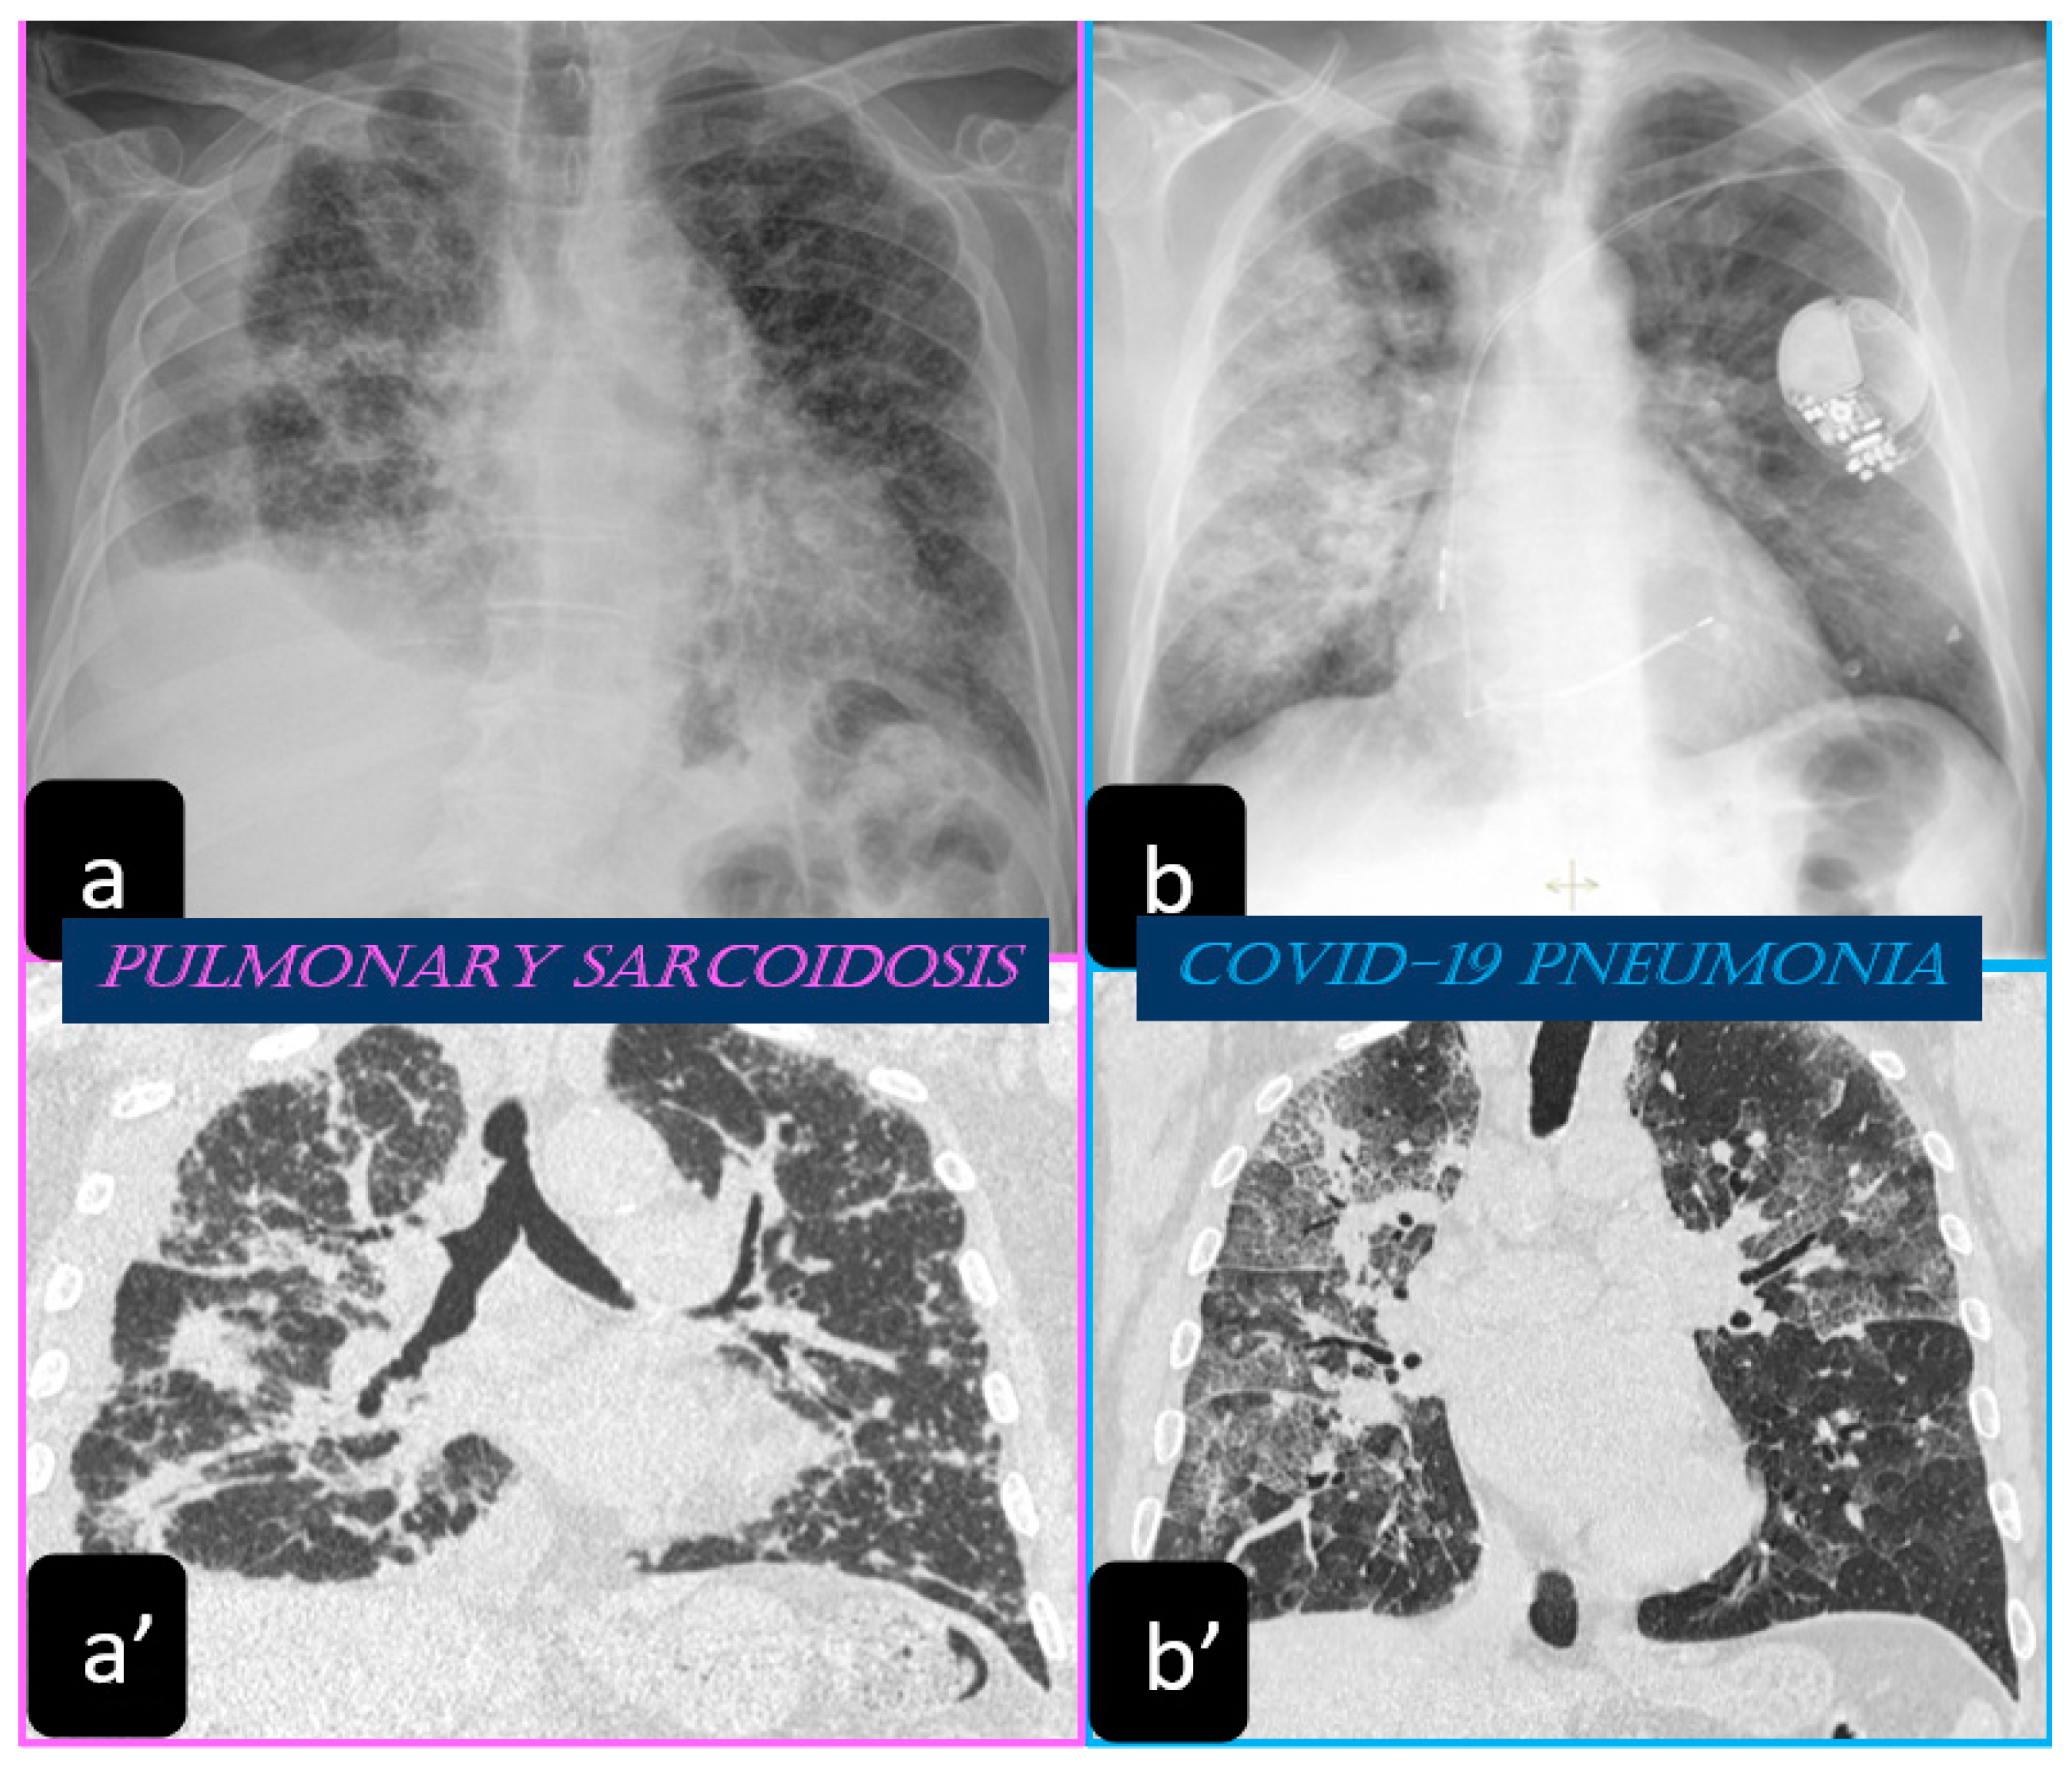 a
b
PULMONARY SARCOIDOSIS
COVID-19 PNEUMONIA
a’
b’